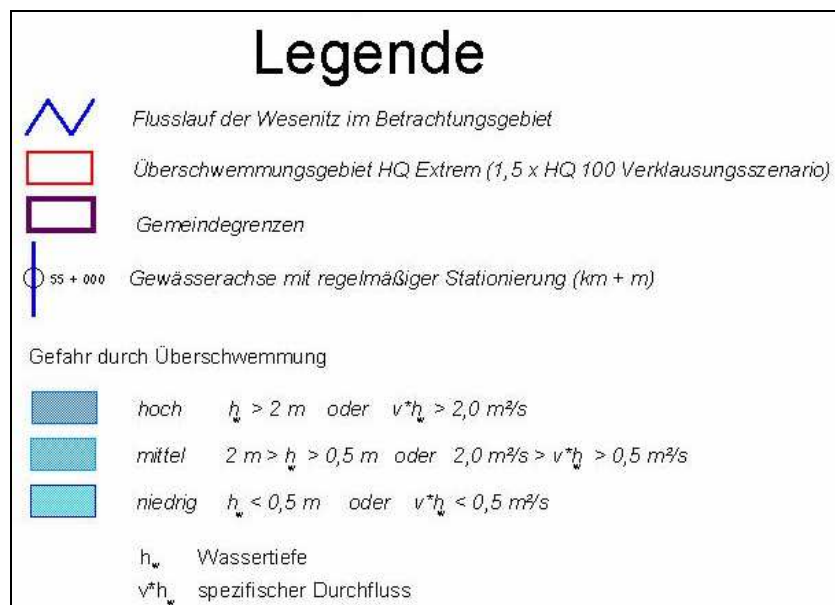 Legende
Flusslauf der Wesenitz im Betrachtungsgebiet
Überschwemmungsgebiet HQ Extrem (1,5 x HQ 100 Verklausungsszenario)
Gemeindegrenzen
55 + 000 Gewässerachse mit regelmäßiger Stationierung (km + m)
Gefahr durch Überschwemmung
hoch h_w > 2 m oder v*h_w > 2,0 m²/s
mittel 2 m > h_w > 0,5 m oder 2,0 m²/s > v*h_w > 0,5 m²/s
niedrig h_w < 0,5 m oder v*h_w < 0,5 m²/s
h_w Wassertiefe
v*h_w spezifischer Durchfluss